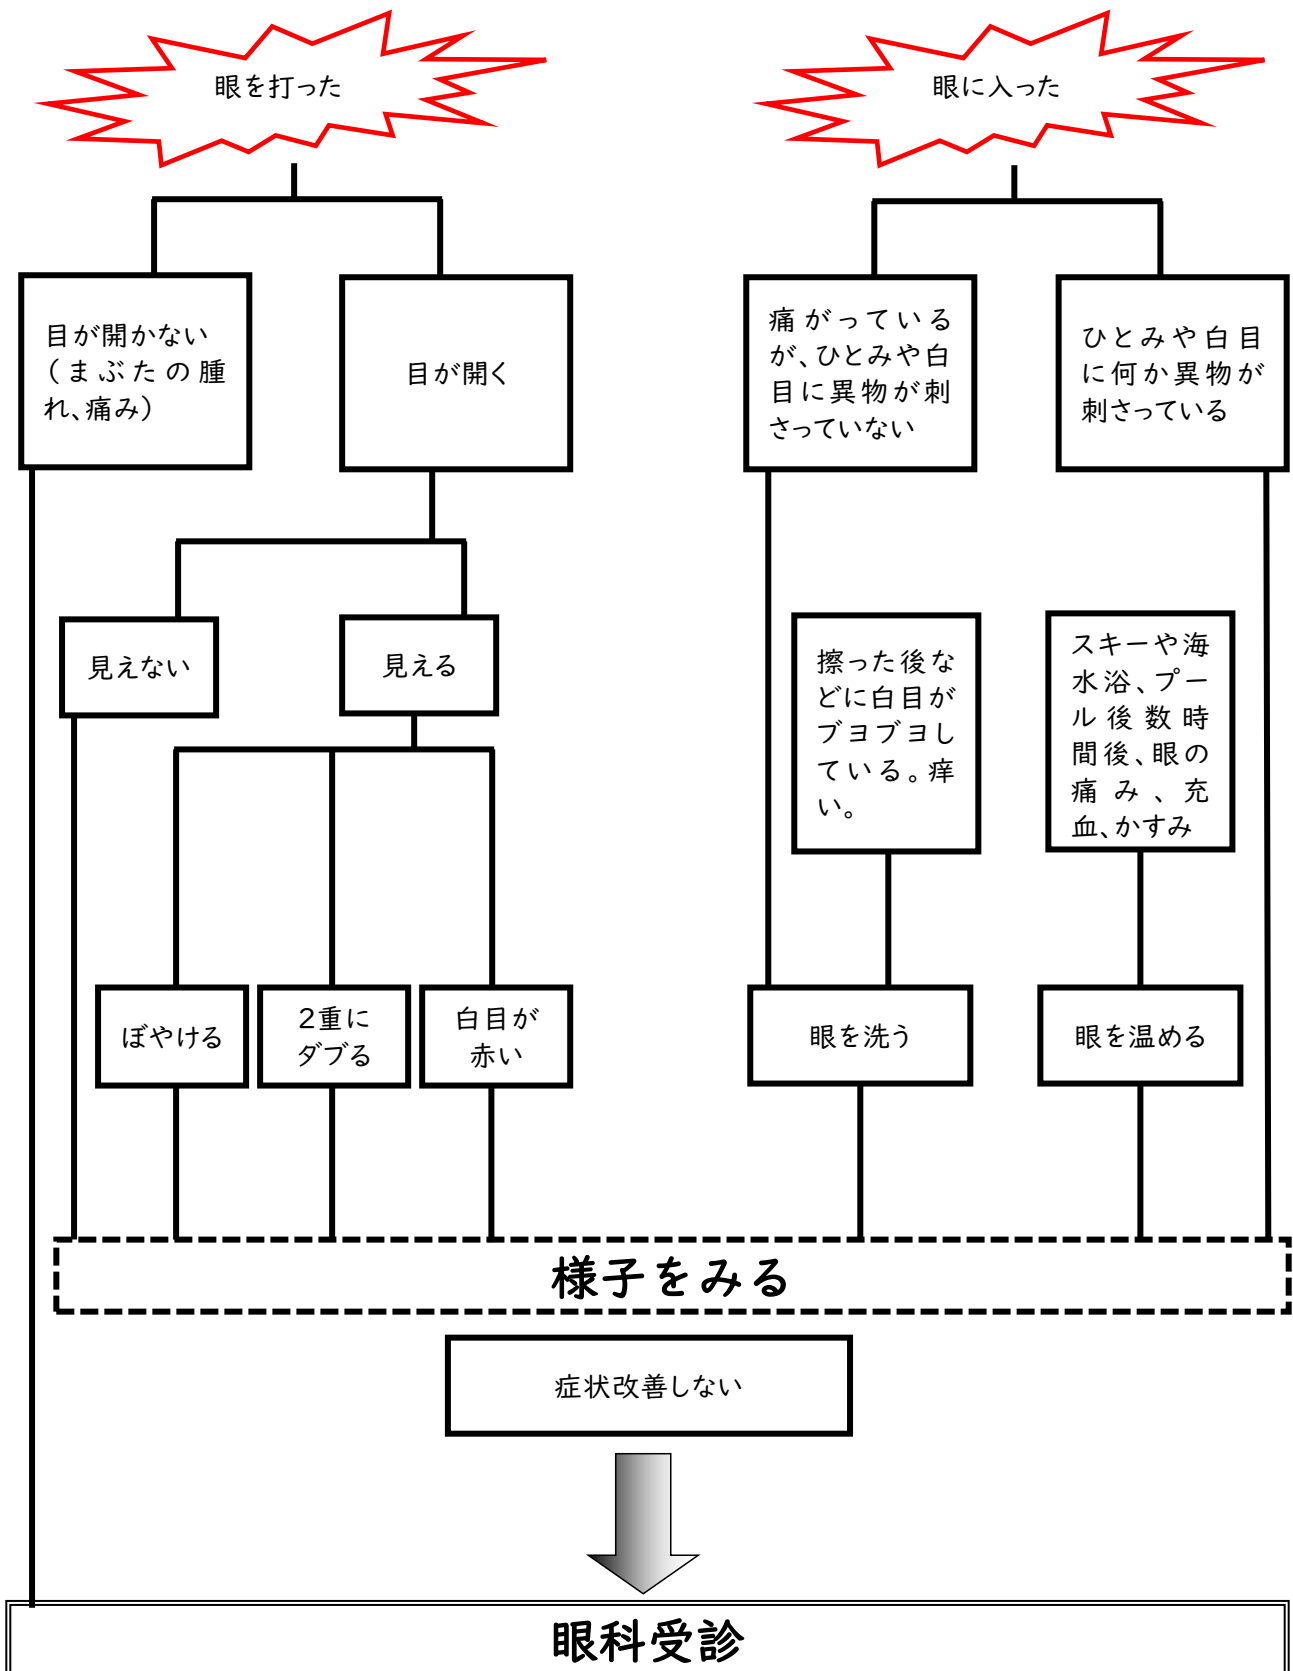 眼を打った
眼に入った
目が開かない
（まぶたの腫
れ、痛み）
目が開く
痛がっている
が、ひとみや白
目に異物が刺
さっていない
ひとみや白目
に何か異物が
刺さっている
見えない
見える
擦った後な
どに白目が
ブヨブヨし
ている。痒
い。
スキーや海
水浴、プー
ル後数時
間後、眼の
痛み、充
血、かすみ
ぼやける
2重に
ダブる
白目が
赤い
眼を洗う
眼を温める
様子をみる
症状改善しない
眼科受診